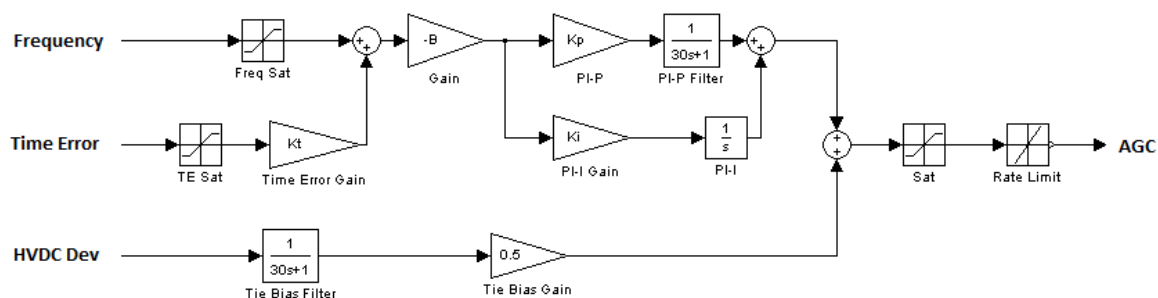 Frequency
Freq Sat
+
+
-B
Gain
Kp
PI-P
1
30s+1
PI-P Filter
+
+
Time Error
TE Sat
Kt
Time Error Gain
Ki
PI-I Gain
1
s
PI-I
+
+
Sat
Rate Limit
AGC
HVDC Dev
1
30s+1
Tie Bias Filter
0.5
Tie Bias Gain